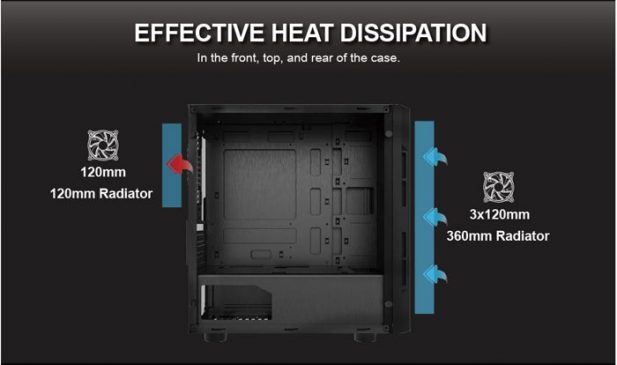 EFFECTIVE HEAT DISSIPATION
In the front, top, and rear of the case.
120mm
120mm Radiator
3x120mm
360mm Radiator